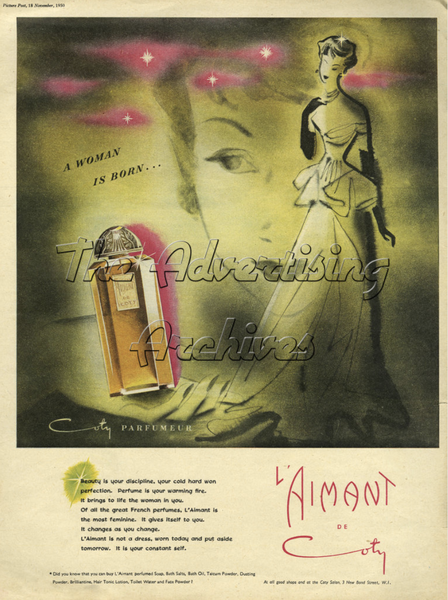 Picture Post, 18 November, 1950
A WOMAN
IS BORN...
The Advertising
Archives
L'AIMANT
DE
COTY
Coty PARFUMEUR
Beauty is your discipline, your cold hard won
perfection. Perfume is your warming fire.
It brings to life the woman in you.
Of all the great French perfumes, L'Aimant is
the most feminine. It gives itself to you.
It changes as you change.
L'Aimant is not a dress, worn today and put aside
tomorrow. It is your constant self.
L'AIMANT
DE
Coty
* Did you know that you can buy L'Aimant perfumed Soap, Bath Salts, Bath Oil, Talcum Powder, Dusting
Powder, Brilliantine, Hair Tonic Lotion, Toilet Water and Face Powder?
At all good shops and at the Coty Salon, 2 New Bond Street, W.1.